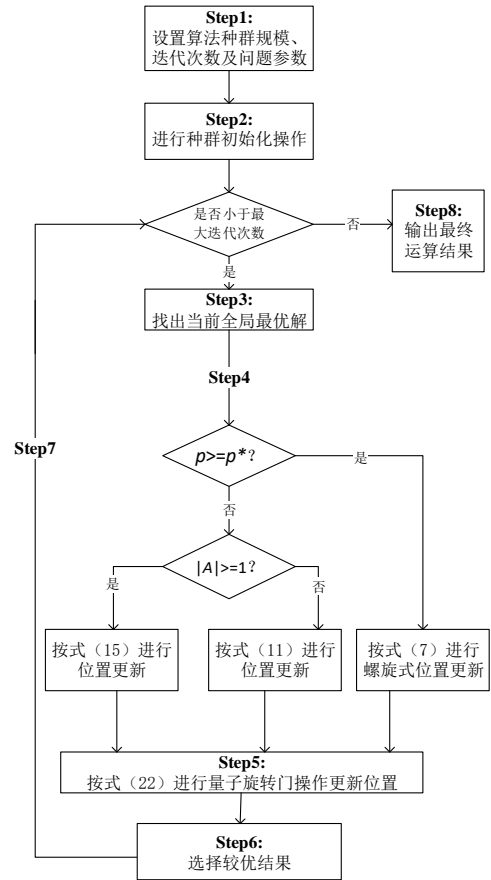 Step1:
设置算法种群规模、
迭代次数及问题参数
Step2:
进行种群初始化操作
是否小于最
大迭代次数
否
Step8:
输出最终
运算结果
是
Step3:
找出当前全局最优解
Step4
Step7
p>=p*?
是
否
|A|>=1?
是
否
按式（15）进行
位置更新
按式（11）进行
位置更新
按式（7）进行
螺旋式位置更新
Step5:
按式（22）进行量子旋转门操作更新位置
Step6:
选择较优结果